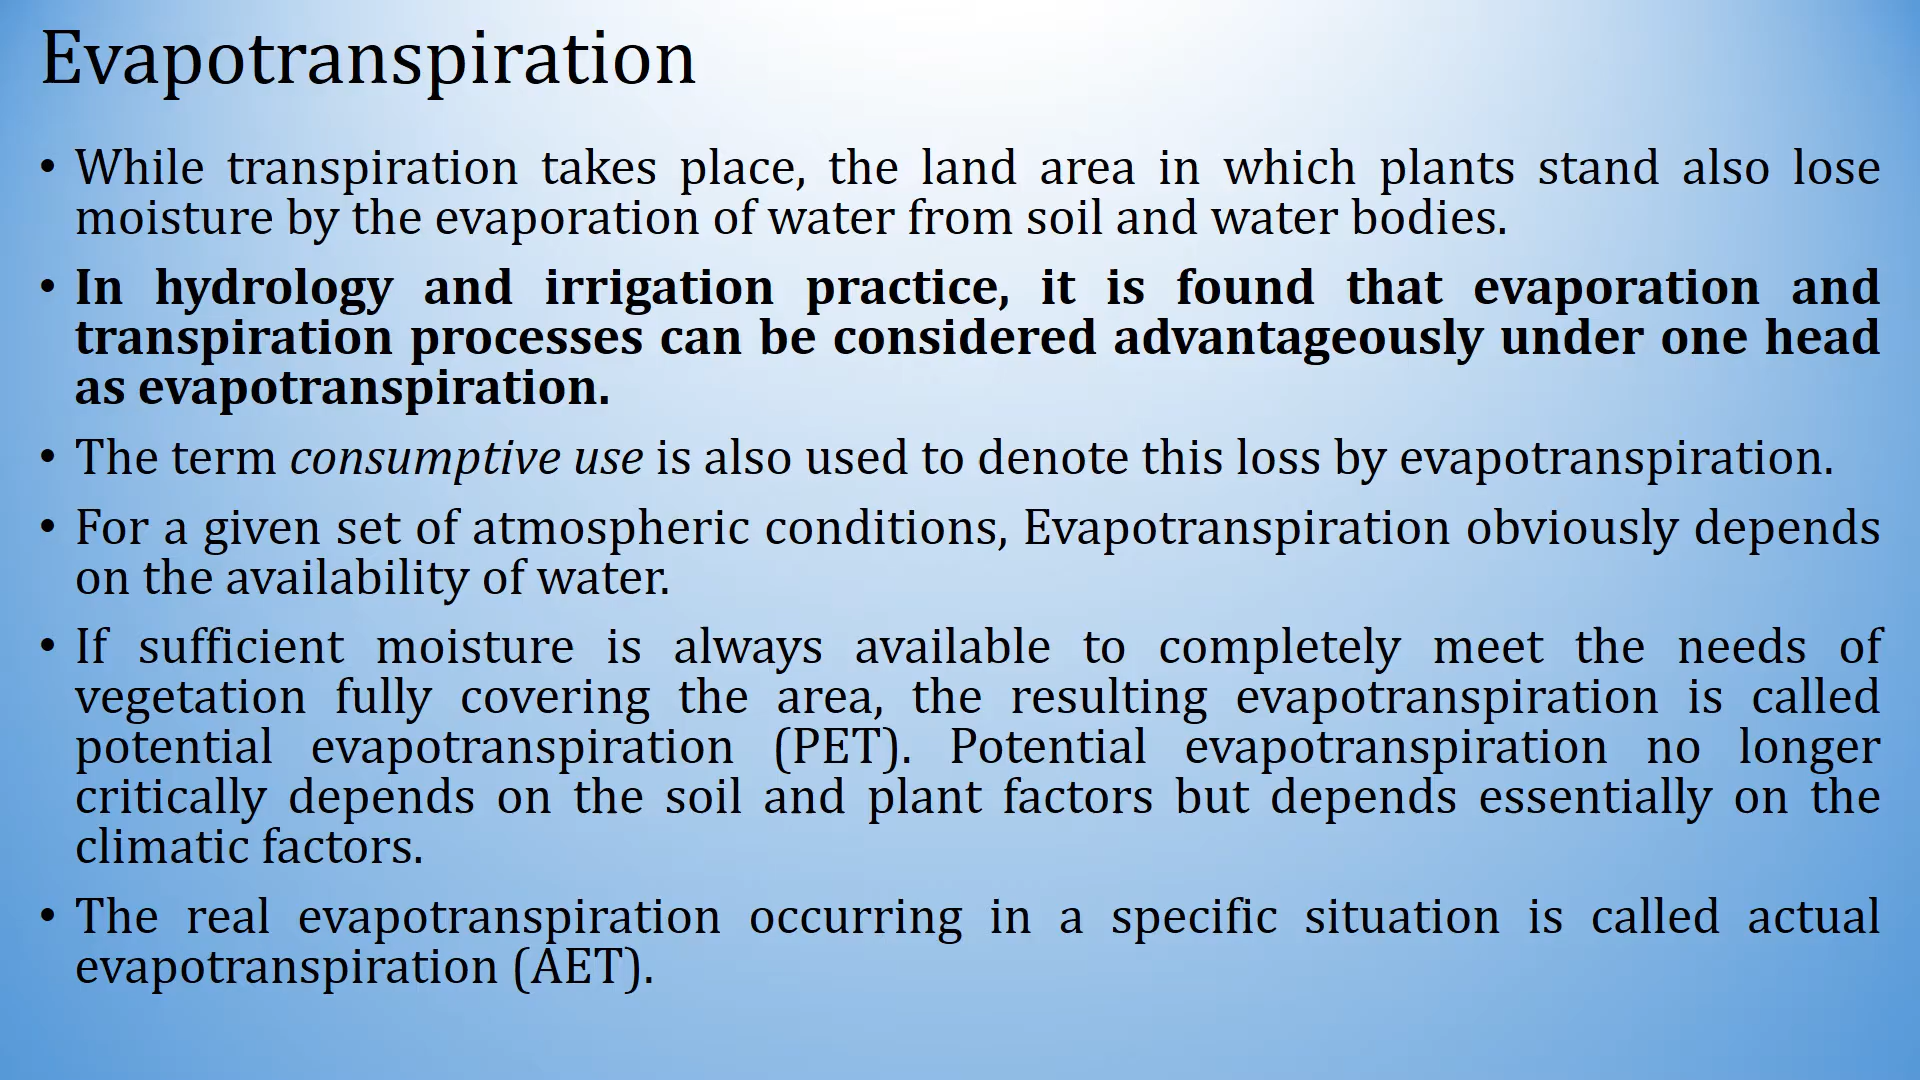 Evapotranspiration
• While transpiration takes place, the land area in which plants stand also lose
moisture by the evaporation of water from soil and water bodies.
• In hydrology and irrigation practice, it is found that evaporation and
transpiration processes can be considered advantageously under one head
as evapotranspiration.
• The term consumptive use is also used to denote this loss by evapotranspiration.
• For a given set of atmospheric conditions, Evapotranspiration obviously depends
on the availability of water.
• If sufficient moisture is always available to completely meet the needs of
vegetation fully covering the area, the resulting evapotranspiration is called
potential evapotranspiration (PET). Potential evapotranspiration no longer
critically depends on the soil and plant factors but depends essentially on the
climatic factors.
• The real evapotranspiration occurring in a specific situation is called actual
evapotranspiration (AET).